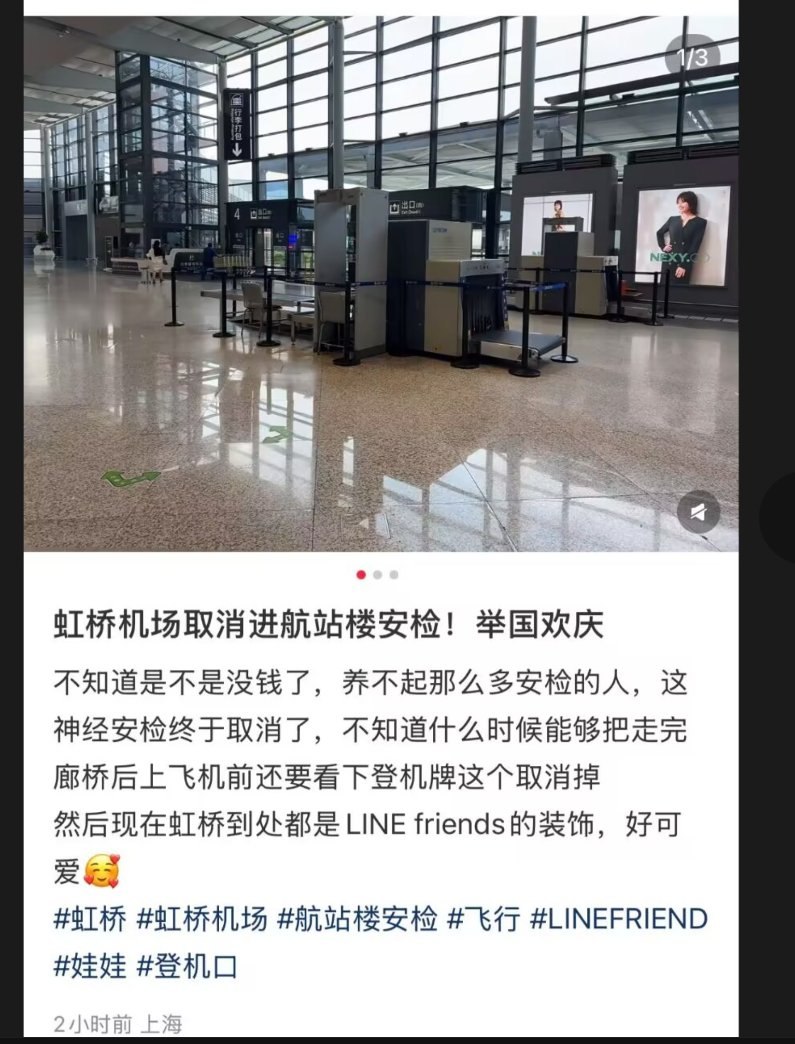 1/3
行李打包
4
出口
出口
NEXY.CO
虹桥机场取消进航站楼安检！举国欢庆
不知道是不是没钱了，养不起那么多安检的人，这
神经安检终于取消了，不知道什么时候能够把走完
廊桥后上飞机前还要看下登机牌这个取消掉
然后现在虹桥到处都是LINE friends的装饰，好可
爱🥰
#虹桥 #虹桥机场 #航站楼安检 #飞行 #LINEFRIEND
#娃娃 #登机口
2小时前 上海